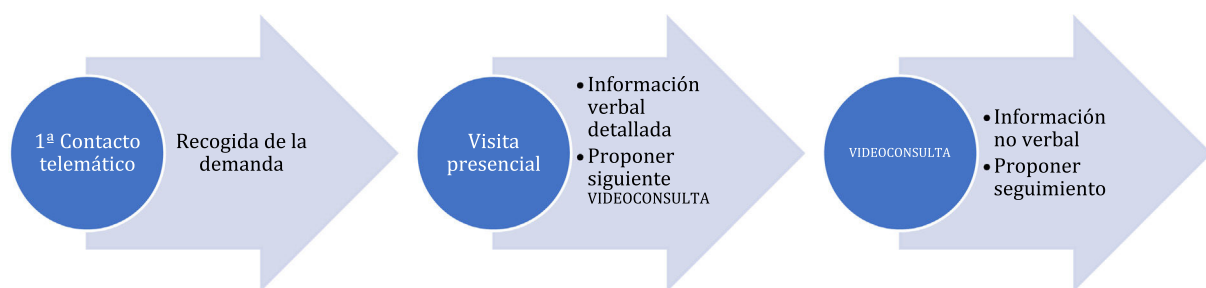 1ª Contacto
telemático
Recogida de la
demanda
Visita
presencial
• Información
verbal
detallada
• Proponer
siguiente
VIDEOCONSULTA
VIDEOCONSULTA
• Información
no verbal
• Proponer
seguimiento